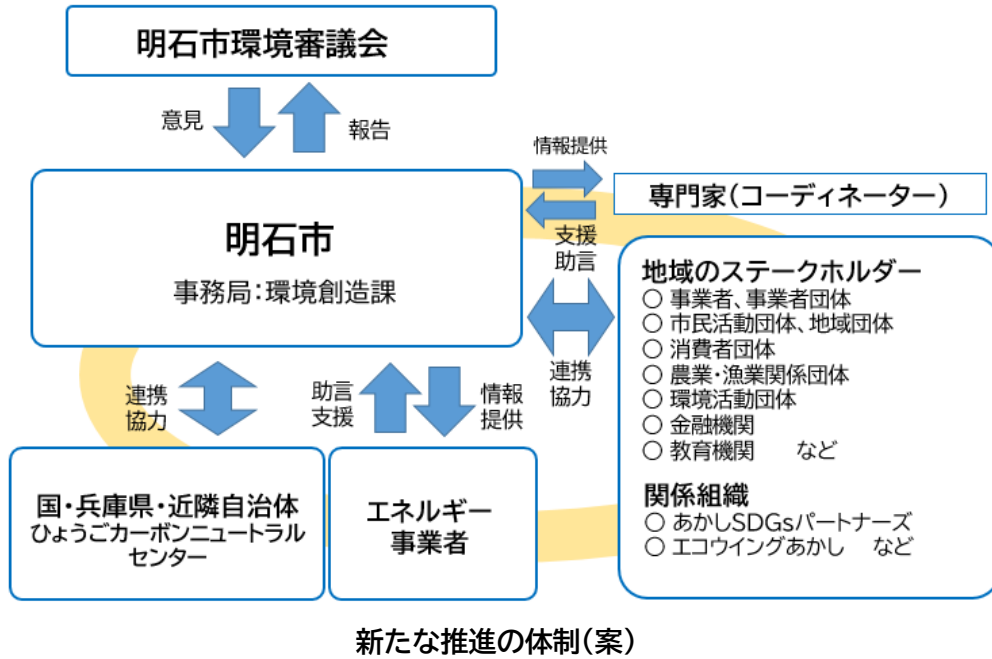 明石市環境審議会
意見
報告
情報提供
専門家(コーディネーター)
支援
助言
明石市
事務局：環境創造課
地域のステークホルダー
○ 事業者、事業者団体
○ 市民活動団体、地域団体
○ 消費者団体
○ 農業・漁業関係団体
○ 環境活動団体
○ 金融機関
○ 教育機関　など
関係組織
○ あかしSDGsパートナーズ
○ エコウイングあかし　など
連携
協力
連携
協力
助言
支援
情報
提供
国・兵庫県・近隣自治体
ひょうごカーボンニュートラル
センター
エネルギー
事業者
新たな推進の体制(案)